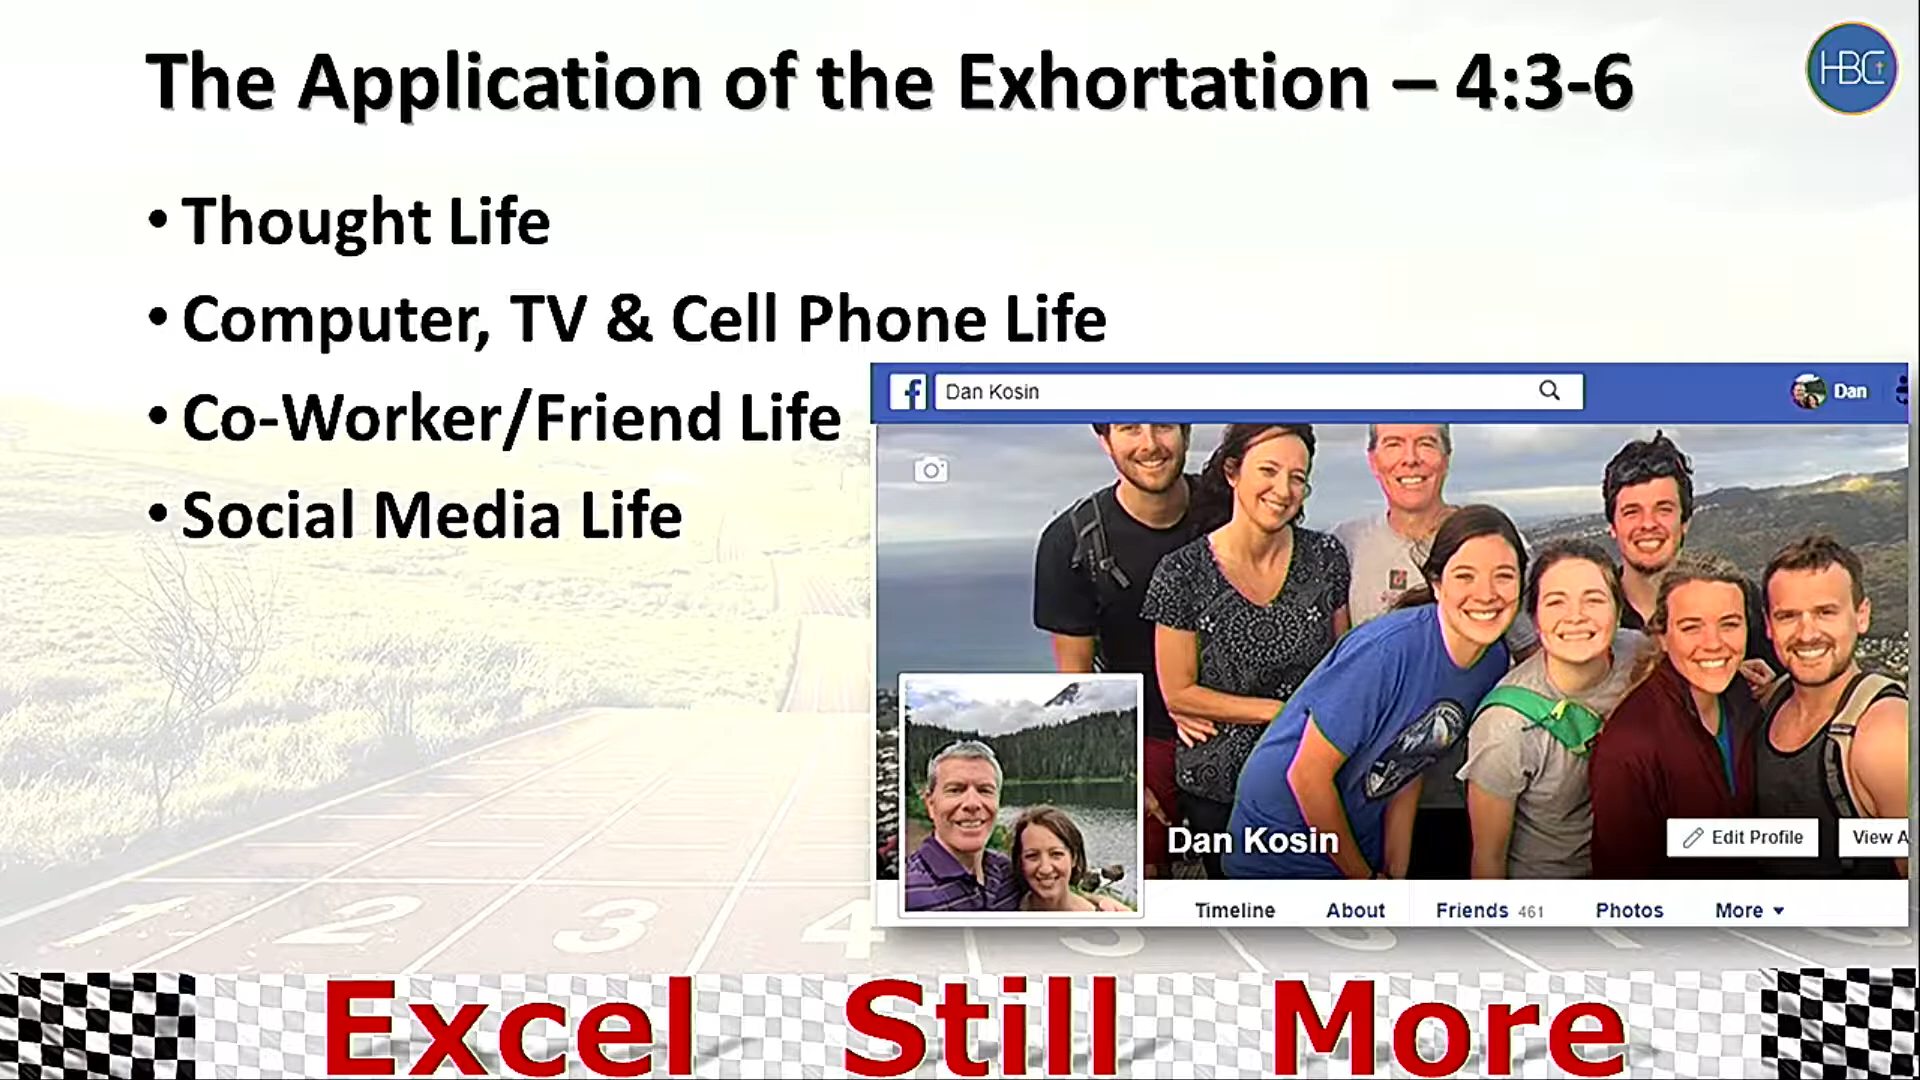 The Application of the Exhortation – 4:3-6
HBC
• Thought Life
• Computer, TV & Cell Phone Life
• Co-Worker/Friend Life
• Social Media Life
f Dan Kosin Dan
Dan Kosin
Edit Profile View A
Timeline About Friends 461 Photos More
1 2 3 4 5 6
Excel Still More